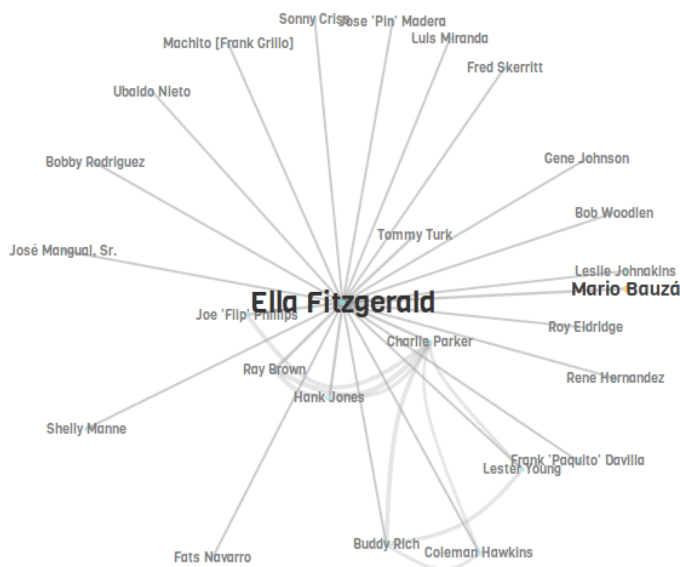 Sonny Criss
Jose 'Pin' Madera
Luis Miranda
Machito [Frank Grillo]
Fred Skerritt
Ubaldo Nieto
Gene Johnson
Bobby Rodriguez
Bob Woodlen
Tommy Turk
José Mangual, Sr.
Leslie Johnakins
Mario Bauzá
Ella Fitzgerald
Joe 'Flip' Phillips
Roy Eldridge
Charlie Parker
Ray Brown
Rene Hernandez
Hank Jones
Shelly Manne
Frank 'Paquito' Davilla
Lester Young
Buddy Rich
Coleman Hawkins
Fats Navarro